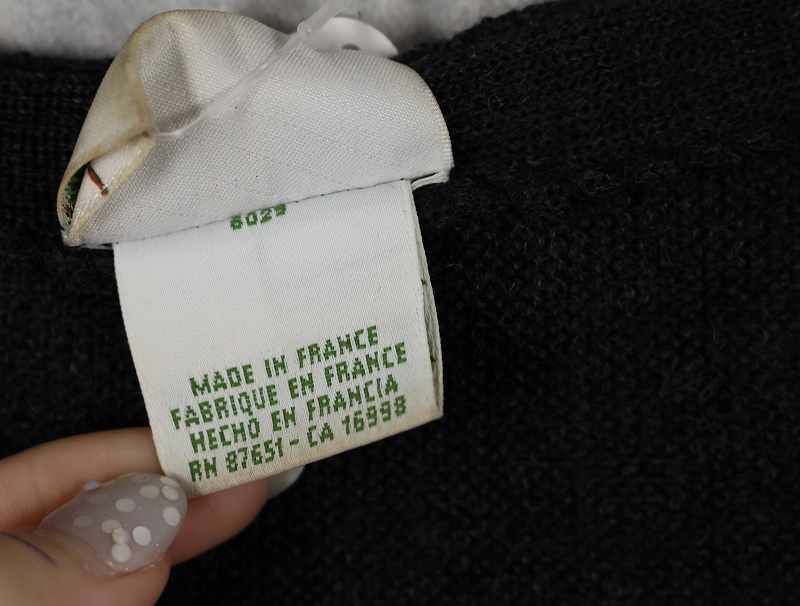 6029
MADE IN FRANCE
FABRIQUE EN FRANCE
HECHO EN FRANCIA
RN 87651 - CA 16998